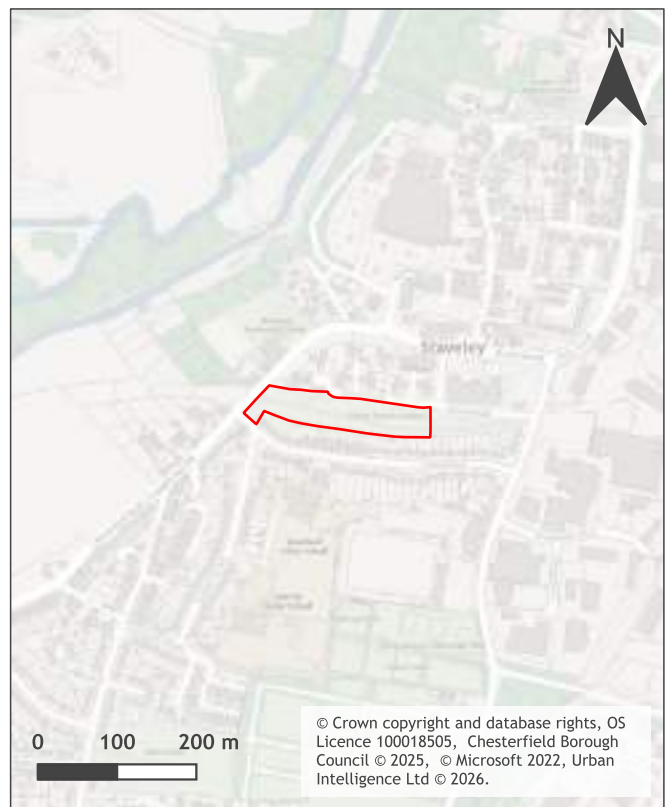 N
Staveley
0 100 200 m
© Crown copyright and database rights, OS
Licence 100018505, Chesterfield Borough
Council © 2025, © Microsoft 2022, Urban
Intelligence Ltd © 2026.